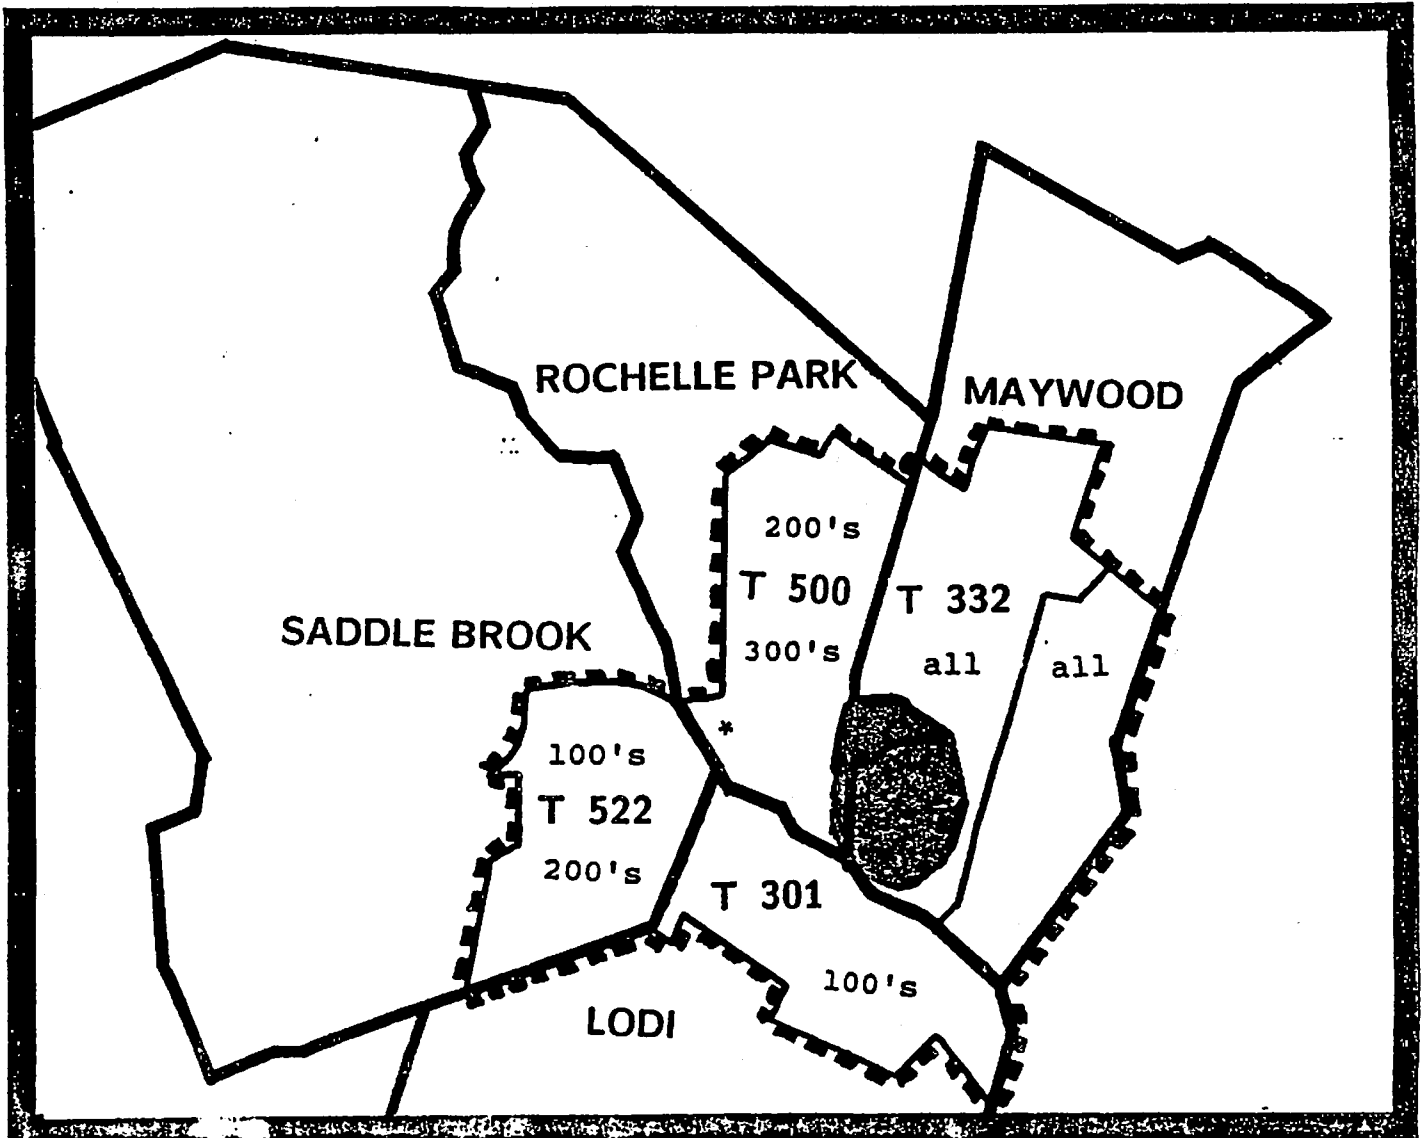 ROCHELLE PARK
MAYWOOD
200's
T 500
300's
T 332
all
all
SADDLE BROOK
*
100's
T 522
200's
T 301
100's
LODI